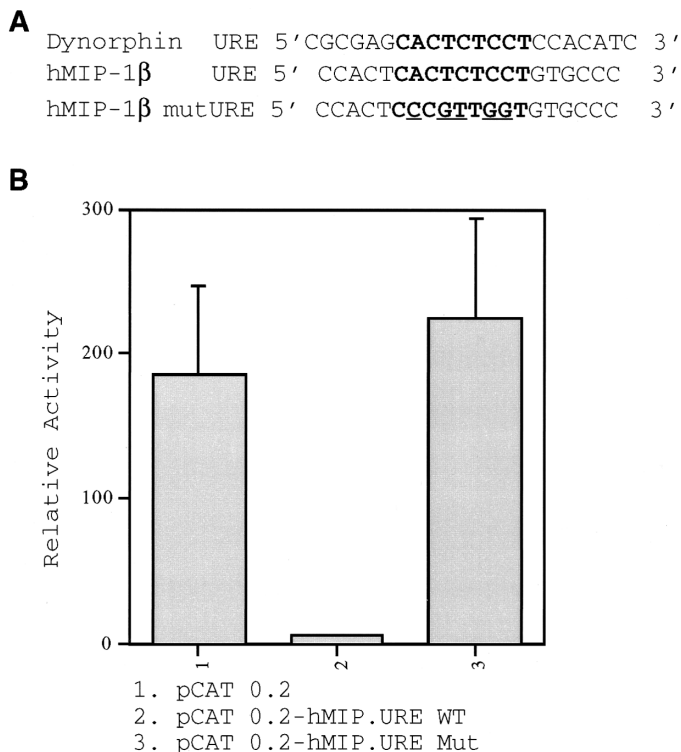 A
Dynorphin URE 5'CGCGAGCACTCTCCTCCACATC 3'
hMIP-1β URE 5' CCACTCACTCTCCTGTGCCC 3'
hMIP-1β mutURE 5' CCACTCCCGTTGGTGTGCCC 3'
B
300
200
100
0
Relative Activity
1
2
3
1. pCAT 0.2
2. pCAT 0.2-hMIP.URE WT
3. pCAT 0.2-hMIP.URE Mut